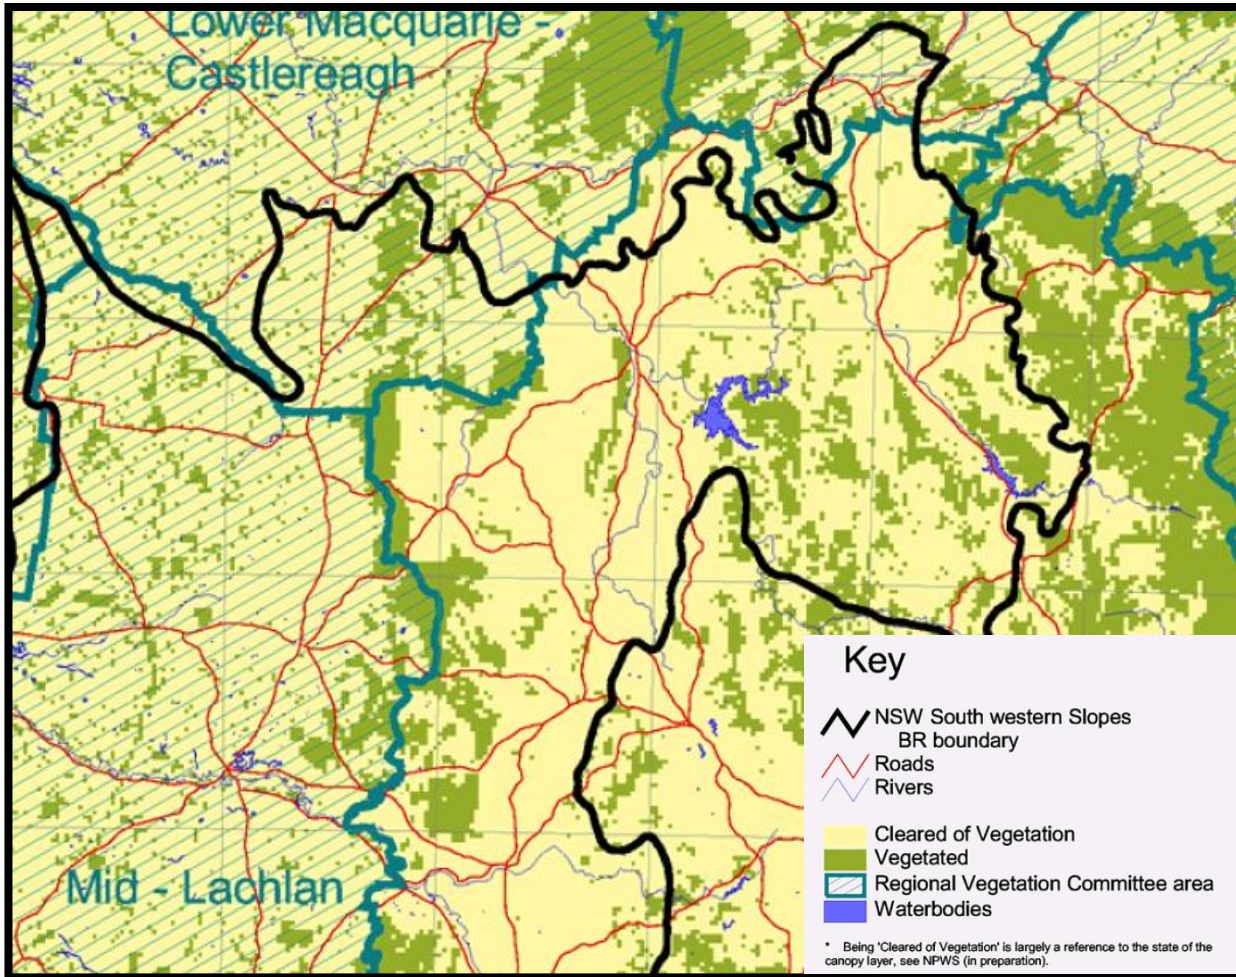 Lower Macquarie -
Castlereagh
Mid - Lachlan
Key
NSW South western Slopes
BR boundary
Roads
Rivers
Cleared of Vegetation
Vegetated
Regional Vegetation Committee area
Waterbodies
* Being 'Cleared of Vegetation' is largely a reference to the state of the
canopy layer, see NPWS (in preparation).